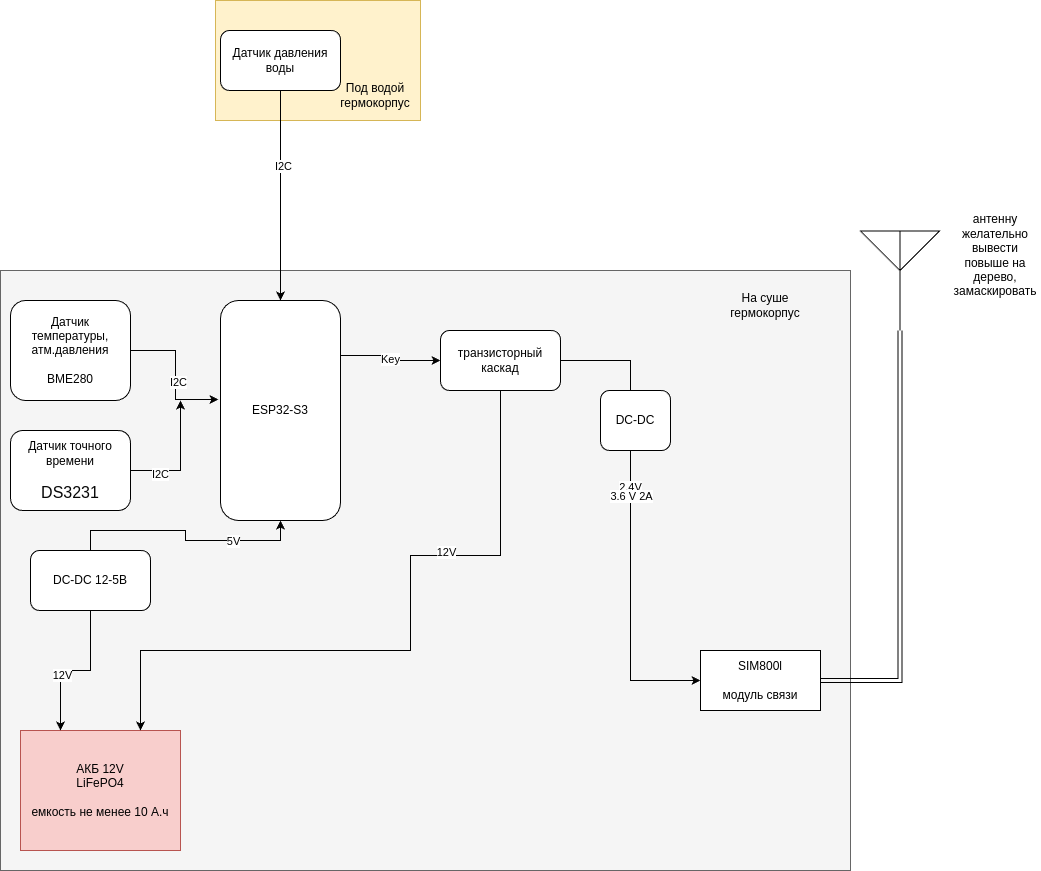 Датчик давления
воды
Под водой
гермокорпус
I2C
антенну
желательно
вывести
повыше на
дерево,
замаскировать
На суше
гермокорпус
Датчик
температуры,
атм.давления
BME280
I2C
ESP32-S3
Key
транзисторный
каскад
DC-DC
Датчик точного
времени
DS3231
I2C
2.4V
3.6 V 2A
5V
12V
DC-DC 12-5В
12V
SIM800l
модуль связи
АКБ 12V
LiFePO4
емкость не менее 10 А.ч